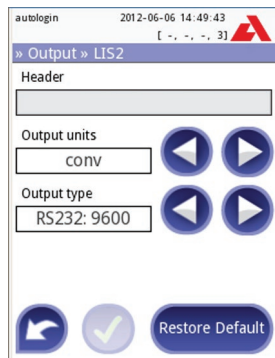 autologin 2012-06-06 14:49:43
[ -, -, -, 3]
» Output » LIS2
Header
Output units
conv
Output type
RS232: 9600
Restore Default